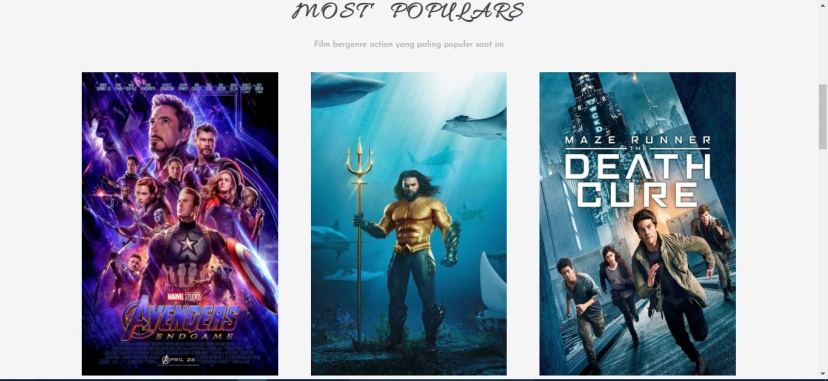 MOST POPULARS
Film bergenre action yang paling populer saat ini
MARVEL STUDIOS
AVENGERS
ENDGAME
APRIL 26
WCKD
MAZE RUNNER
THE
DEATH
CURE